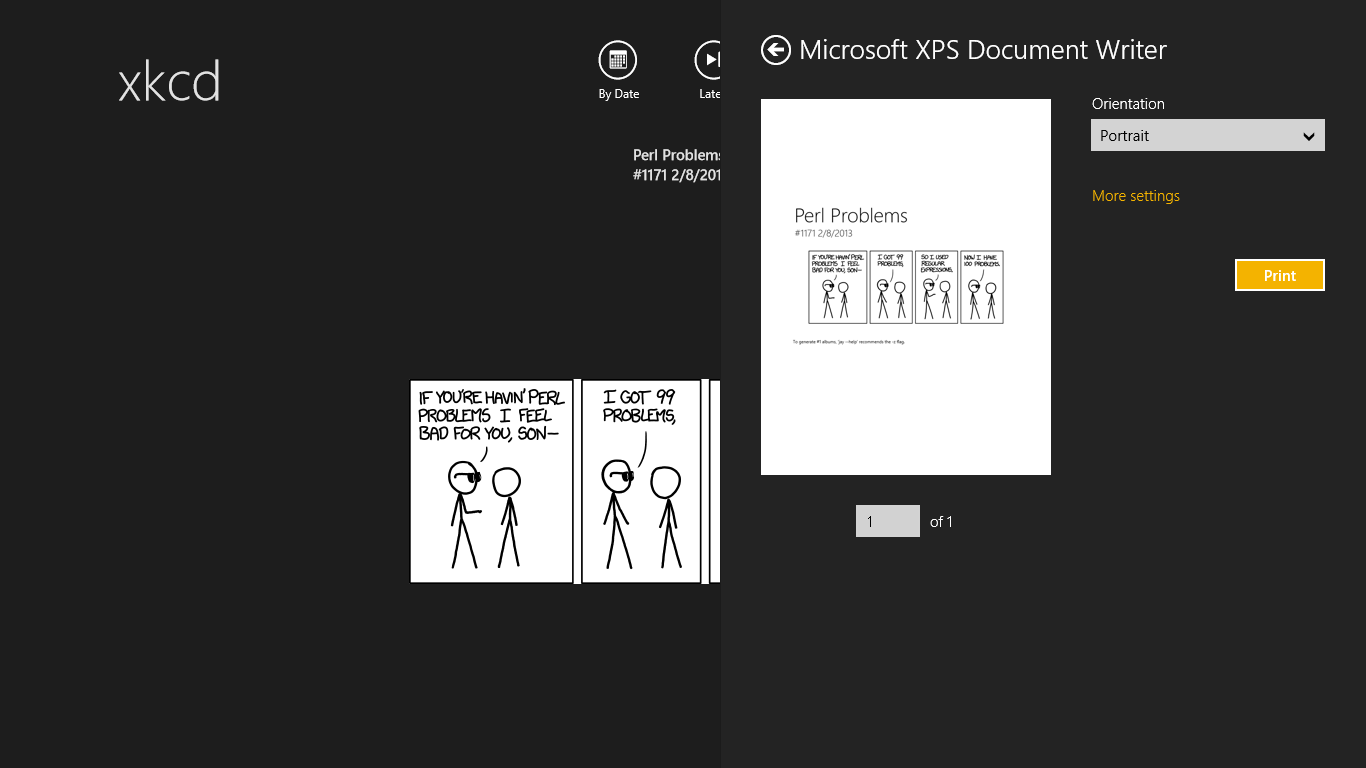 xkcd
By Date
Late
Perl Problems
#1171 2/8/201
IF YOU'RE HAVIN' PERL
PROBLEMS I FEEL
BAD FOR YOU, SON—
I GOT 99
PROBLEMS,
Microsoft XPS Document Writer
Perl Problems
#1171 2/8/2013
IF YOU'RE HAVIN' PERL
PROBLEMS I FEEL
BAD FOR YOU, SON—
I GOT 99
PROBLEMS,
SO I USED
REGULAR
EXPRESSIONS.
NOW I HAVE
100 PROBLEMS.
To generate #1 albums, 'jay --help' recommends the -z flag.
1 of 1
Orientation
Portrait
More settings
Print